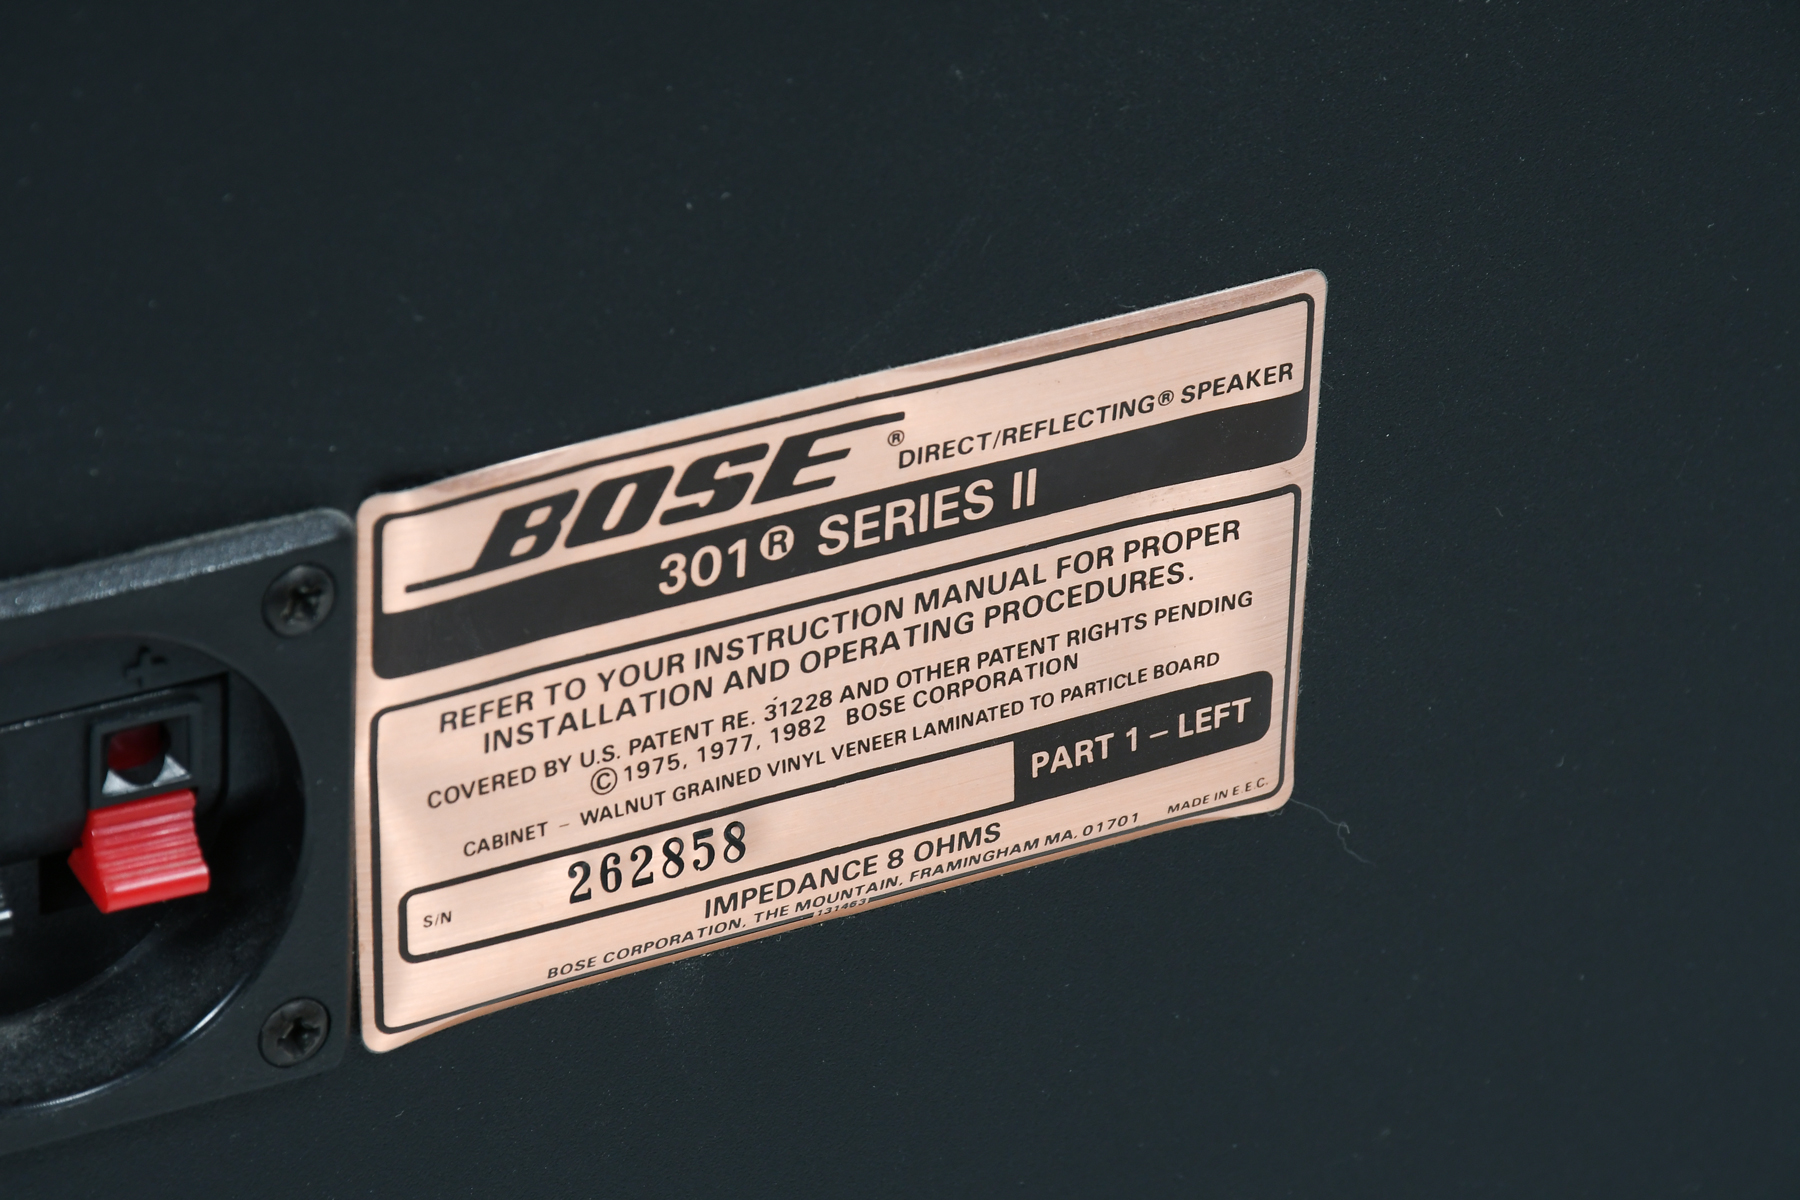 BOSE®
DIRECT/REFLECTING® SPEAKER
301® SERIES II
REFER TO YOUR INSTRUCTION MANUAL FOR PROPER
INSTALLATION AND OPERATING PROCEDURES.
COVERED BY U.S. PATENT RE. 31228 AND OTHER PATENT RIGHTS PENDING
© 1975, 1977, 1982 BOSE CORPORATION
CABINET – WALNUT GRAINED VINYL VENEER LAMINATED TO PARTICLE BOARD
PART 1 – LEFT
S/N 262858
IMPEDANCE 8 OHMS
BOSE CORPORATION, THE MOUNTAIN, FRAMINGHAM MA. 01701
MADE IN E.E.C.
131463
+